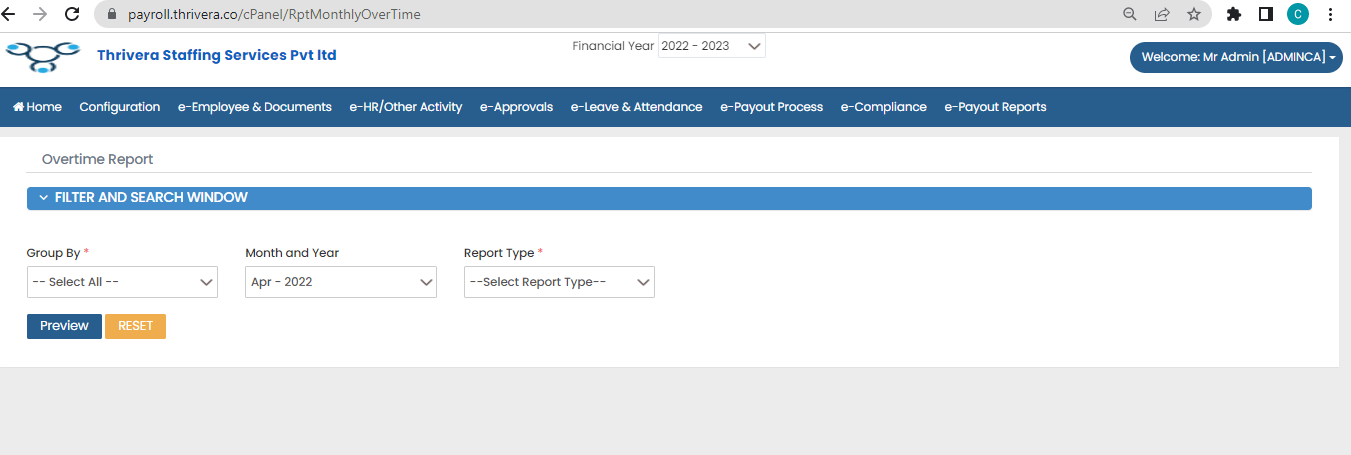 payroll.thrivera.co/cPanel/RptMonthlyOverTime
C
Thrivera Staffing Services Pvt ltd
Financial Year 2022 - 2023
Welcome: Mr Admin [ADMINCA]
Home Configuration e-Employee & Documents e-HR/Other Activity e-Approvals e-Leave & Attendance e-Payout Process e-Compliance e-Payout Reports
Overtime Report
FILTER AND SEARCH WINDOW
Group By * Month and Year Report Type *
-- Select All -- Apr - 2022 --Select Report Type--
Preview RESET